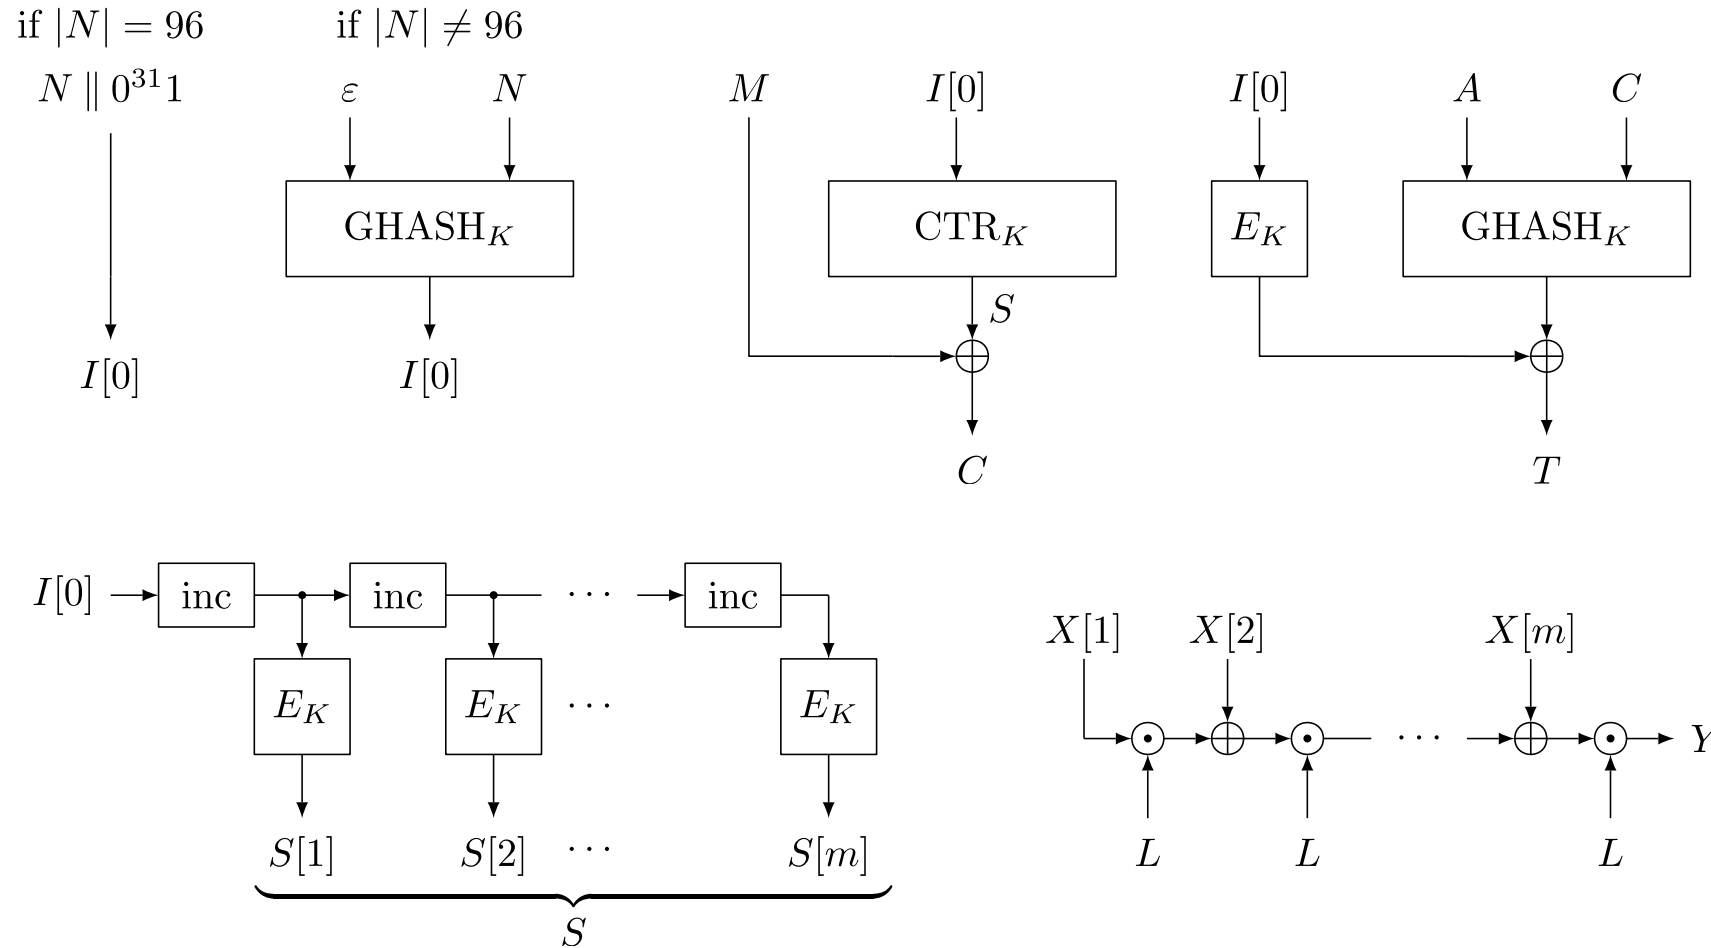 if |N| = 96 if |N| ≠ 96
N ∥ 0³¹1 ε N M I[0] I[0] A C
GHASH_K CTR_K E_K GHASH_K
S
I[0] I[0]
C T
I[0] inc inc ··· inc
X[1] X[2] X[m]
E_K E_K ··· E_K
··· Y
S[1] S[2] ··· S[m] L L L
S